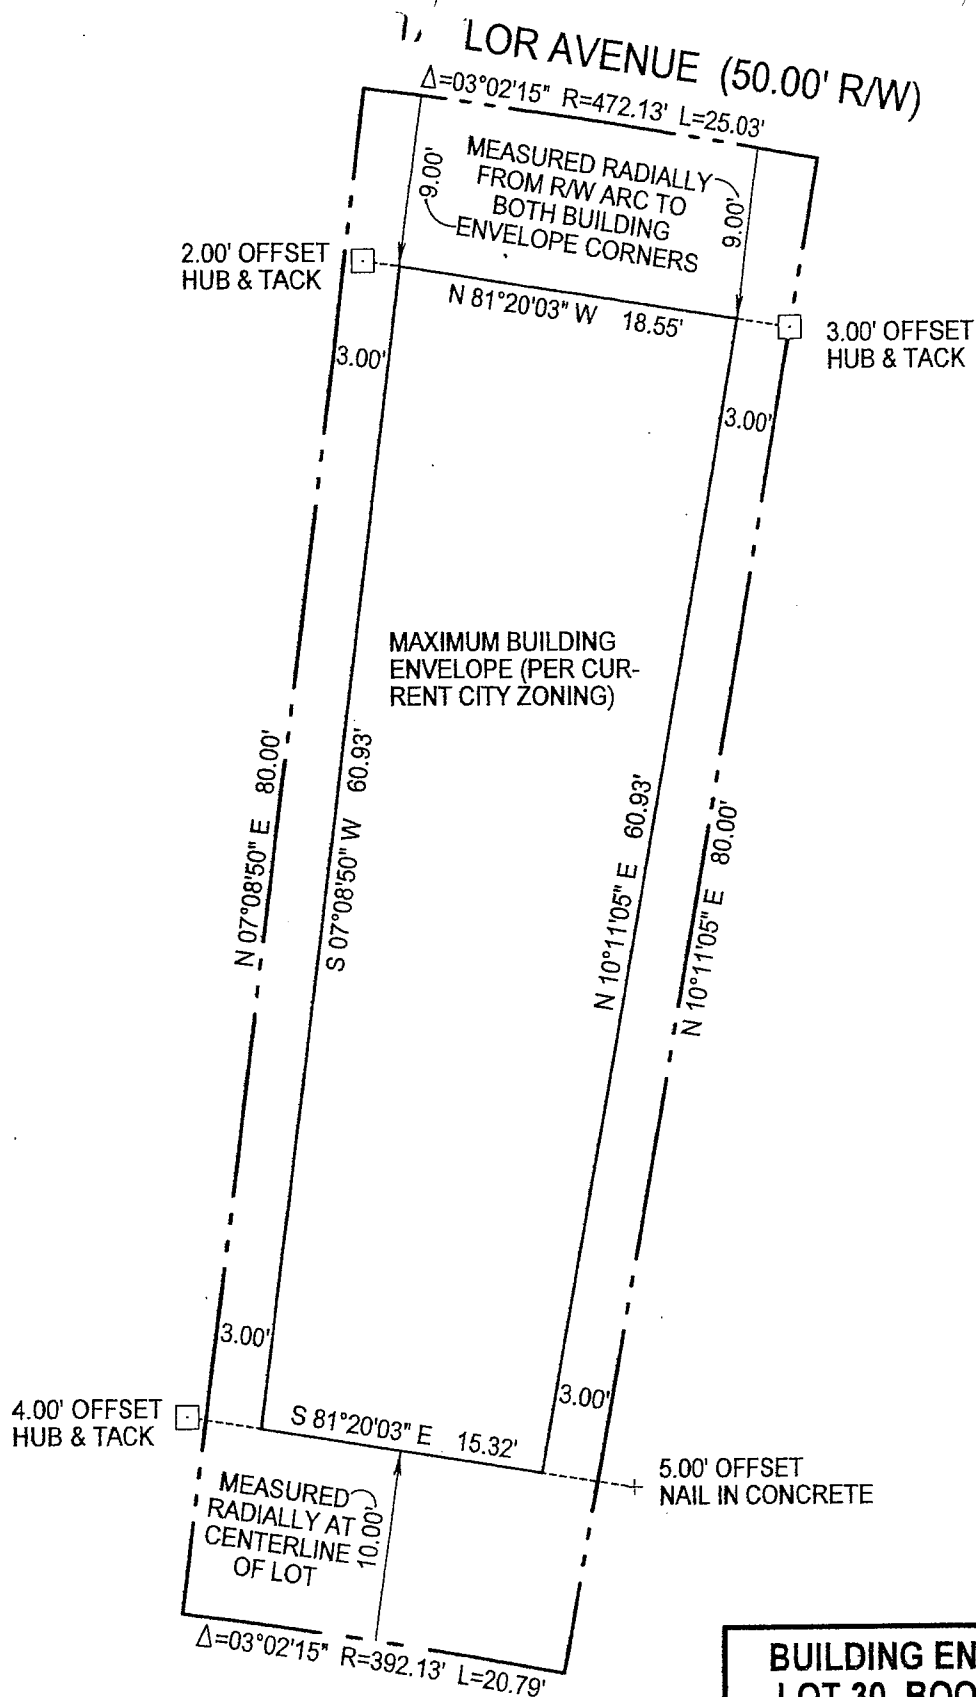 LOR AVENUE (50.00' R/W)
Δ=03°02'15" R=472.13' L=25.03'
9.00'
MEASURED RADIALLY
FROM R/W ARC TO
BOTH BUILDING
ENVELOPE CORNERS
9.00'
2.00' OFFSET
HUB & TACK
N 81°20'03" W 18.55'
3.00' OFFSET
HUB & TACK
3.00'
3.00'
MAXIMUM BUILDING
ENVELOPE (PER CUR-
RENT CITY ZONING)
N 07°08'50" E 80.00'
S 07°08'50" W 60.93'
N 10°11'05" E 60.93'
N 10°11'05" E 80.00'
3.00'
3.00'
4.00' OFFSET
HUB & TACK
S 81°20'03" E 15.32'
5.00' OFFSET
NAIL IN CONCRETE
MEASURED
RADIALLY AT
CENTERLINE
OF LOT
10.00'
Δ=03°02'15" R=392.13' L=20.79'
BUILDING EN
LOT 30, BOO